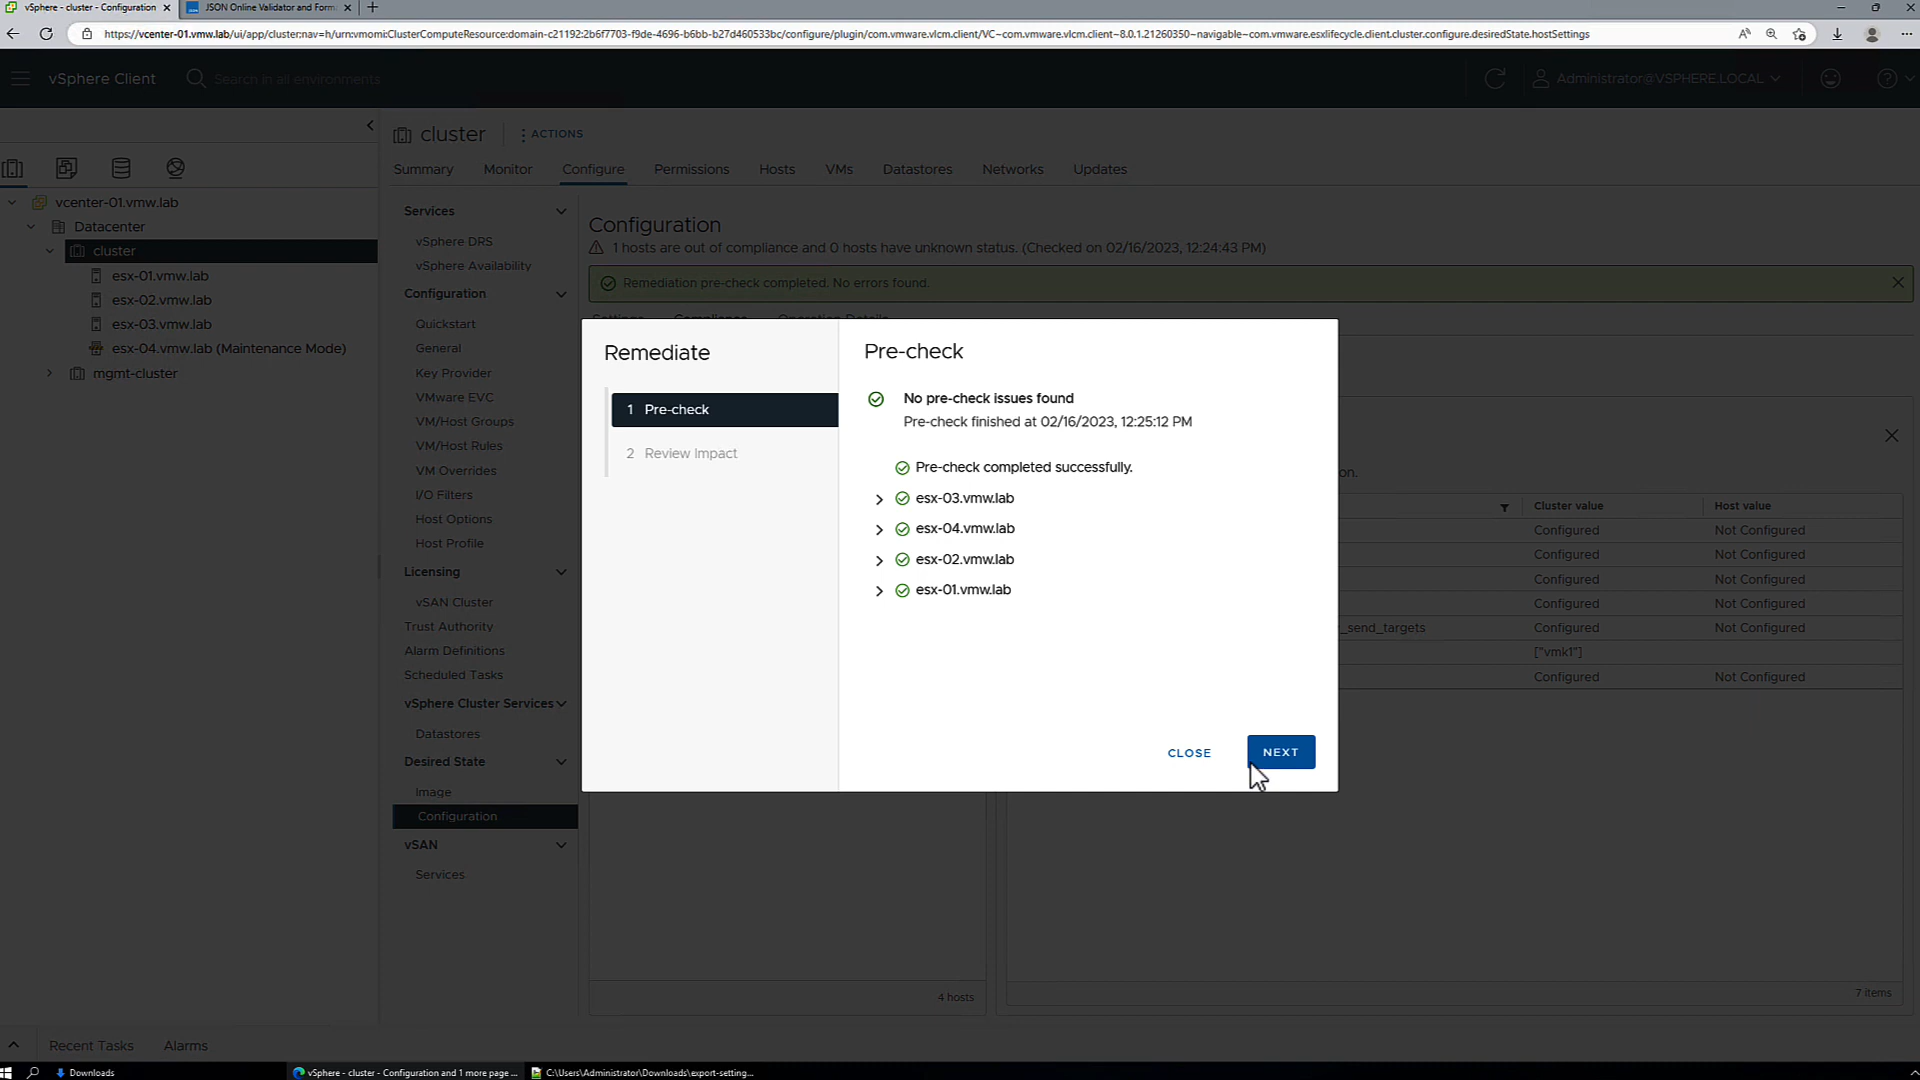 vSphere - cluster - Configuration
JSON Online Validator and Form
https://vcenter-01.vmw.lab/ui/app/cluster;nav=h/urn:vmomi:ClusterComputeResource:domain-c21192:2b6f7703-f9de-4696-b6bb-b27d460533bc/configure/plugin/com.vmware.vlcm.client/VC~com.vmware.vlcm.client~8.0.1.21260350~navigable~com.vmware.esxlifecycle.client.cluster.configure.desiredState.hostSettings
vSphere Client
Search in all environments
Administrator@VSPHERE.LOCAL
cluster
ACTIONS
Summary Monitor Configure Permissions Hosts VMs Datastores Networks Updates
vcenter-01.vmw.lab
Datacenter
cluster
esx-01.vmw.lab
esx-02.vmw.lab
esx-03.vmw.lab
esx-04.vmw.lab (Maintenance Mode)
mgmt-cluster
Services
vSphere DRS
vSphere Availability
Configuration
Quickstart
General
Key Provider
VMware EVC
VM/Host Groups
VM/Host Rules
VM Overrides
I/O Filters
Host Options
Host Profile
Licensing
vSAN Cluster
Trust Authority
Alarm Definitions
Scheduled Tasks
vSphere Cluster Services
Datastores
Desired State
Image
Configuration
vSAN
Services
Configuration
1 hosts are out of compliance and 0 hosts have unknown status. (Checked on 02/16/2023, 12:24:43 PM)
Remediation pre-check completed. No errors found.
Remediate
1 Pre-check
2 Review Impact
Pre-check
No pre-check issues found
Pre-check finished at 02/16/2023, 12:25:12 PM
Pre-check completed successfully.
esx-03.vmw.lab
esx-04.vmw.lab
esx-02.vmw.lab
esx-01.vmw.lab
CLOSE NEXT
on.
Cluster value Host value
Configured Not Configured
Configured Not Configured
Configured Not Configured
Configured Not Configured
_send_targets Configured Not Configured
["vmk1"]
Configured Not Configured
4 hosts
7 items
Recent Tasks Alarms
Downloads
vSphere - cluster - Configuration and 1 more page ...
C:\Users\Administrator\Downloads\export-setting...